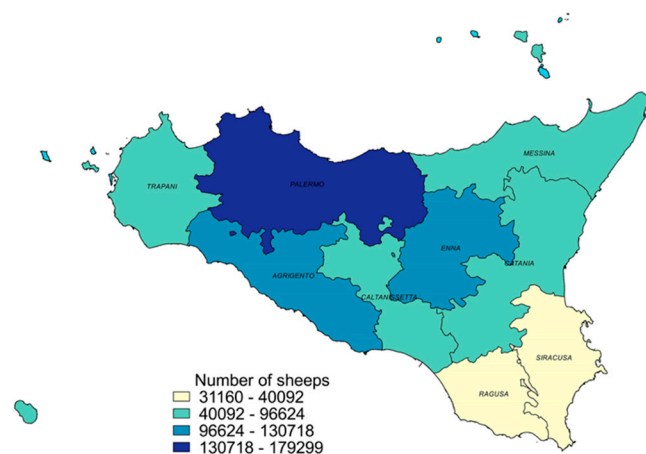 MESSINA
TRAPANI
PALERMO
ENNA
CATANIA
AGRIGENTO
CALTANISSETTA
SIRACUSA
RAGUSA
Number of sheeps
31160 - 40092
40092 - 96624
96624 - 130718
130718 - 179299